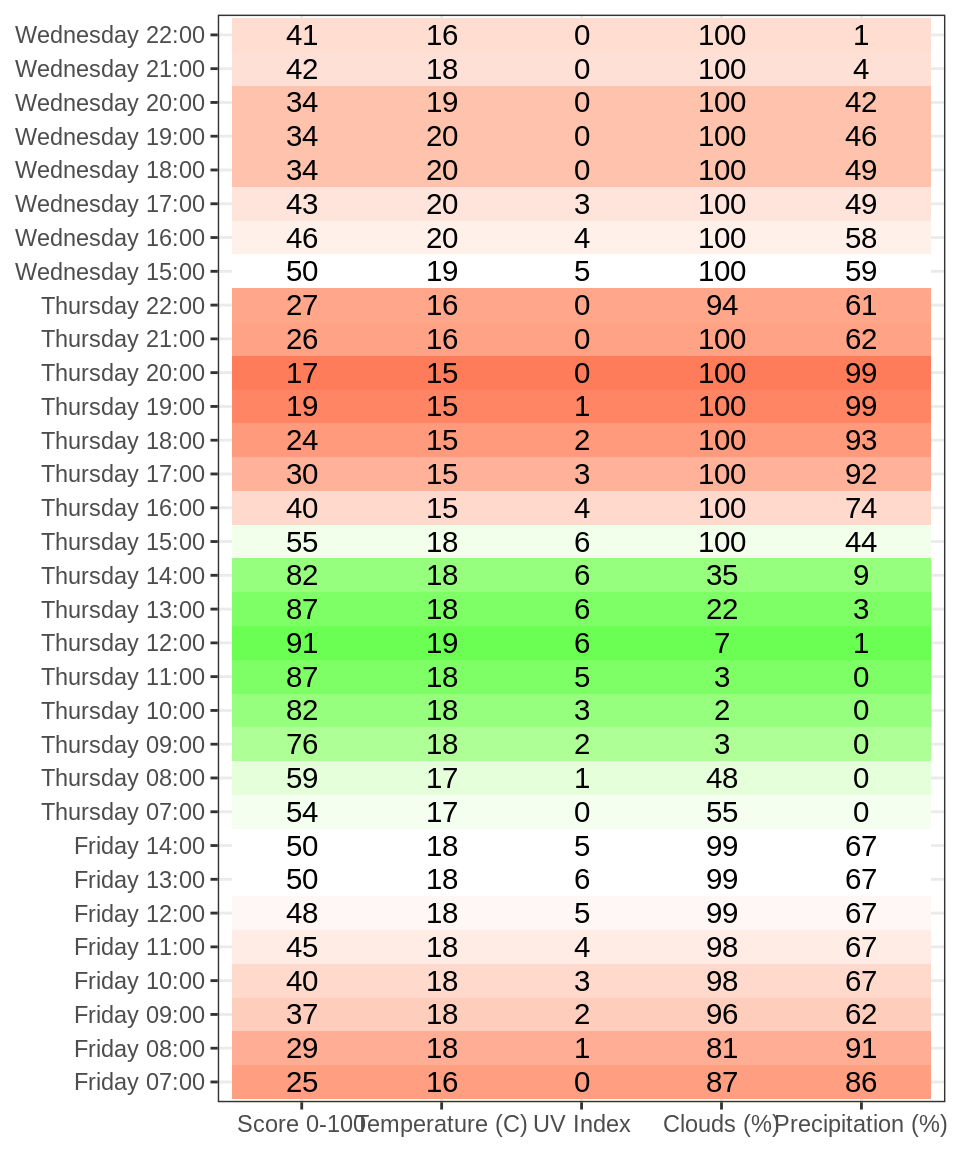 Wednesday 22:00 41 16 0 100 1
Wednesday 21:00 42 18 0 100 4
Wednesday 20:00 34 19 0 100 42
Wednesday 19:00 34 20 0 100 46
Wednesday 18:00 34 20 0 100 49
Wednesday 17:00 43 20 3 100 49
Wednesday 16:00 46 20 4 100 58
Wednesday 15:00 50 19 5 100 59
Thursday 22:00 27 16 0 94 61
Thursday 21:00 26 16 0 100 62
Thursday 20:00 17 15 0 100 99
Thursday 19:00 19 15 1 100 99
Thursday 18:00 24 15 2 100 93
Thursday 17:00 30 15 3 100 92
Thursday 16:00 40 15 4 100 74
Thursday 15:00 55 18 6 100 44
Thursday 14:00 82 18 6 35 9
Thursday 13:00 87 18 6 22 3
Thursday 12:00 91 19 6 7 1
Thursday 11:00 87 18 5 3 0
Thursday 10:00 82 18 3 2 0
Thursday 09:00 76 18 2 3 0
Thursday 08:00 59 17 1 48 0
Thursday 07:00 54 17 0 55 0
Friday 14:00 50 18 5 99 67
Friday 13:00 50 18 6 99 67
Friday 12:00 48 18 5 99 67
Friday 11:00 45 18 4 98 67
Friday 10:00 40 18 3 98 67
Friday 09:00 37 18 2 96 62
Friday 08:00 29 18 1 81 91
Friday 07:00 25 16 0 87 86
Score 0-100 Temperature (C) UV Index Clouds (%) Precipitation (%)